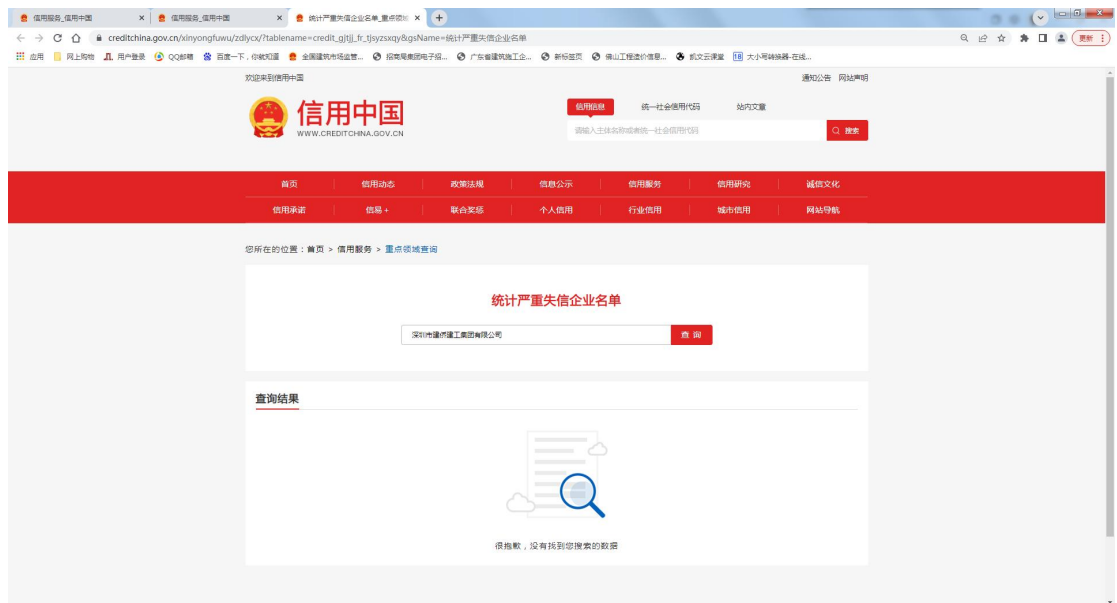 信用服务_信用中国
信用服务_信用中国
统计严重失信企业名单_重点领域
creditchina.gov.cn/xinyongfuwu/zdlycx/?tablename=credit_gjtjj_fr_tjsyzsxqy&gsName=统计严重失信企业名单
更新
应用 网上购物 用户登录 QQ邮箱 百度一下,你就知道 全国建筑市场监管... 招商局集团电子招... 广东省建筑施工企... 新标签页 佛山工程造价信息... 凯文云课堂 18 大小写转换器-在线...
欢迎来到信用中国
通知公告 网站声明
信用中国
WWW.CREDITCHINA.GOV.CN
信用信息 统一社会信用代码 站内文章
请输入主体名称或者统一社会信用代码
搜索
首页 信用动态 政策法规 信息公示 信用服务 信用研究 诚信文化
信用承诺 信易+ 联合奖惩 个人信用 行业信用 城市信用 网站导航
您所在的位置:首页 > 信用服务 > 重点领域查询
统计严重失信企业名单
深圳市建侨建工集团有限公司
查询
查询结果
很抱歉,没有找到您搜索的数据